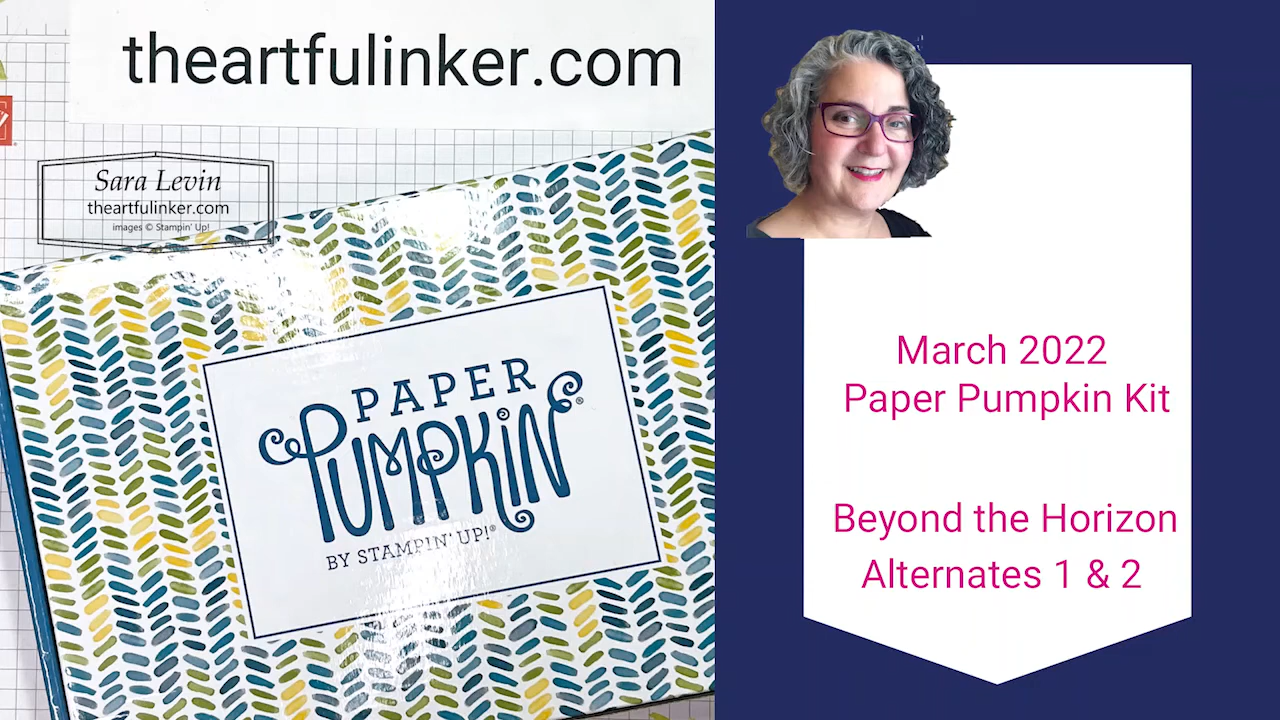 theartfulinker.com
Sara Levin
theartfulinker.com
images © Stampin' Up!
PAPER
PUMPKIN®
BY STAMPIN' UP!®
March 2022
Paper Pumpkin Kit
Beyond the Horizon
Alternates 1 & 2